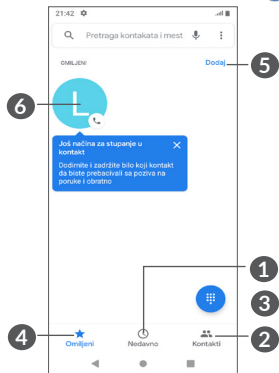 21:42
Pretraga kontakata i mest
OMILJENI
Dodaj
5
6
L
Još načina za stupanje u
kontakt
Dodirnite i zadržite bilo koji kontakt
da biste prebacivali sa poziva na
poruke i obratno
1
3
4
Omiljeni
Nedavno
Kontakti
2